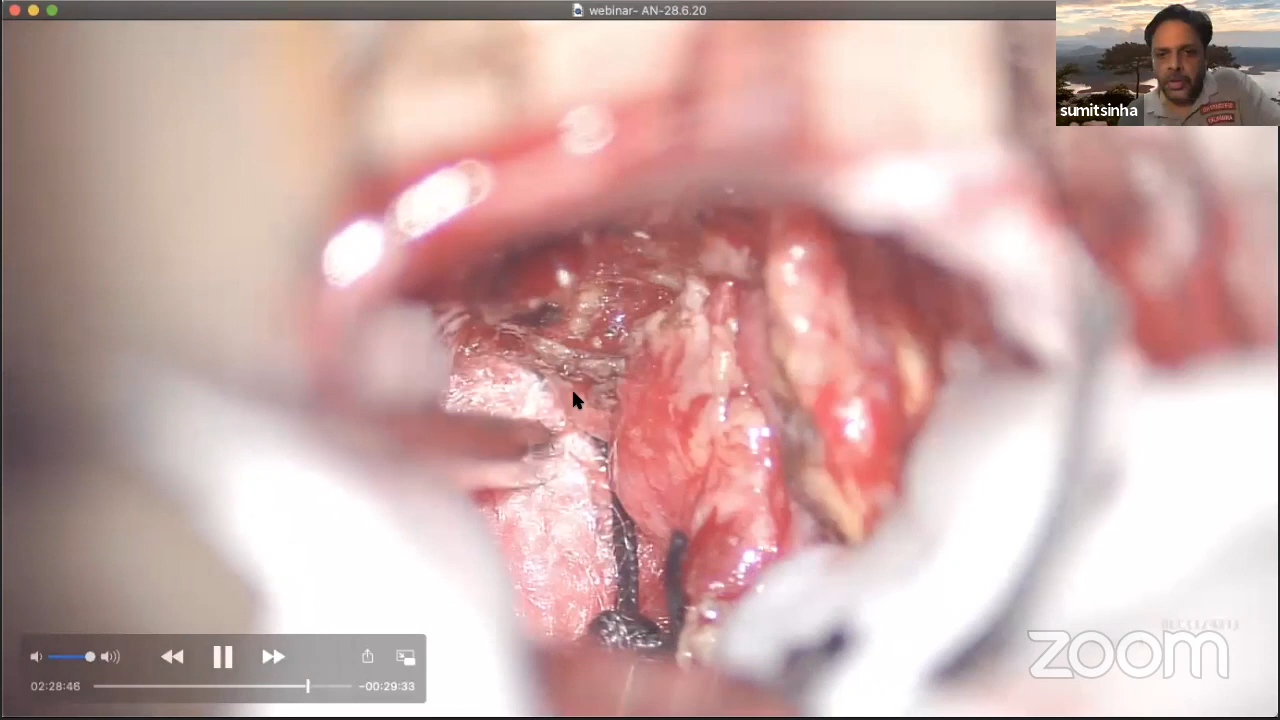 webinar- AN-28.6.20
sumitsinha
zoom
02:28:46
-00:29:33